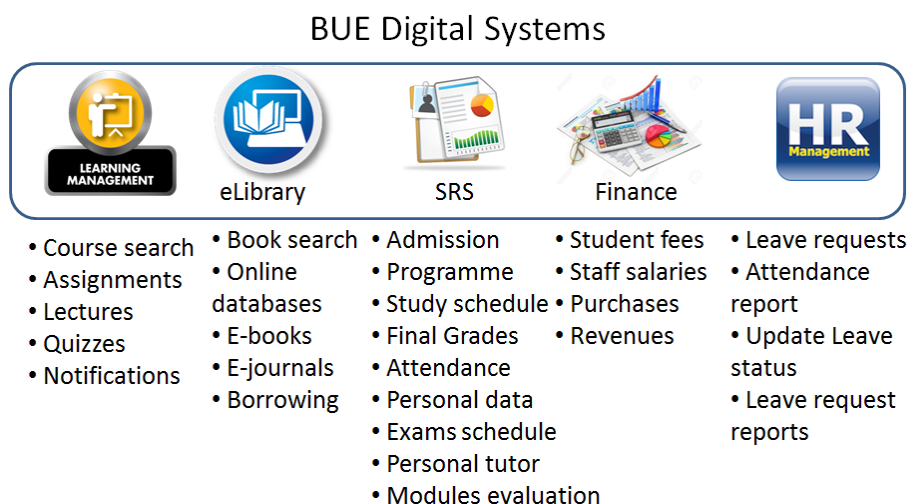 BUE Digital Systems
LEARNING
MANAGEMENT
eLibrary
SRS
Finance
HR
Management
• Course search
• Assignments
• Lectures
• Quizzes
• Notifications
• Book search
• Online
databases
• E-books
• E-journals
• Borrowing
• Admission
• Programme
• Study schedule
• Final Grades
• Attendance
• Personal data
• Exams schedule
• Personal tutor
• Modules evaluation
• Student fees
• Staff salaries
• Purchases
• Revenues
• Leave requests
• Attendance
report
• Update Leave
status
• Leave request
reports